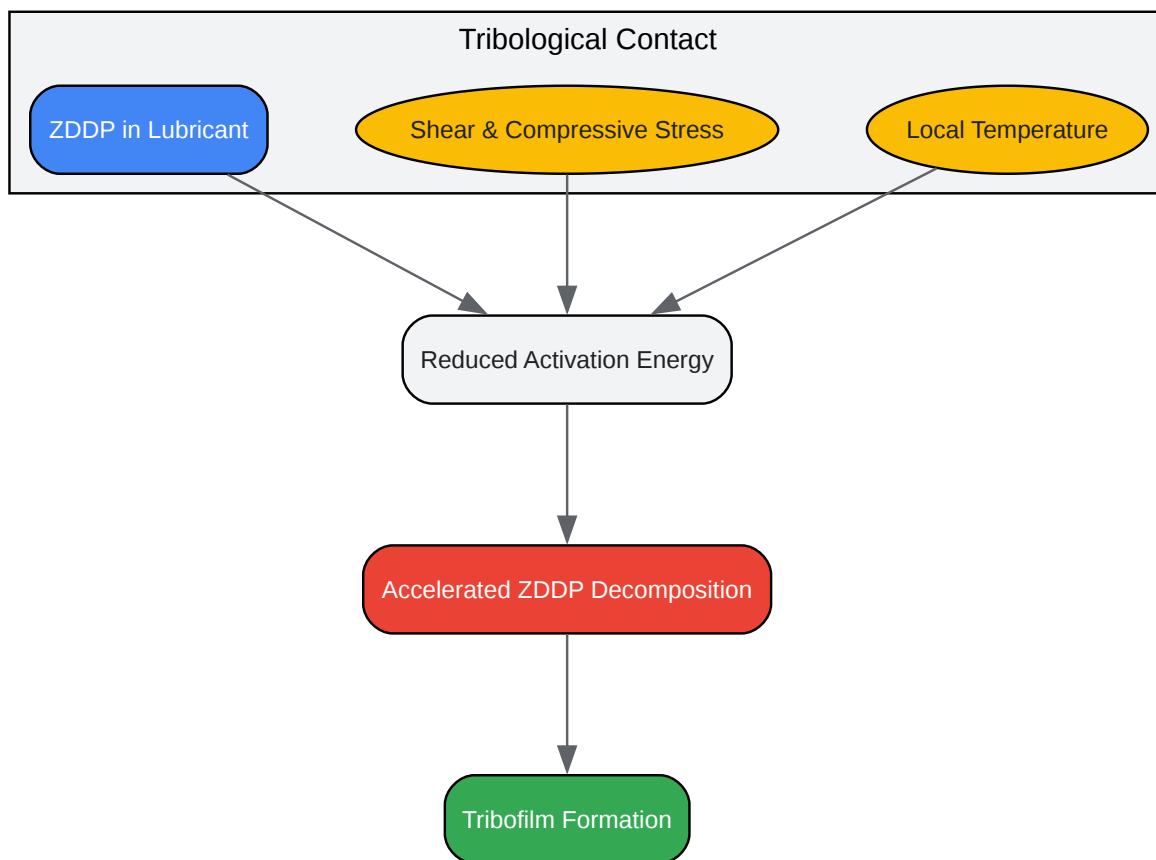 Tribological Contact
ZDDP in Lubricant
Shear & Compressive Stress
Local Temperature
Reduced Activation Energy
Accelerated ZDDP Decomposition
Tribofilm Formation